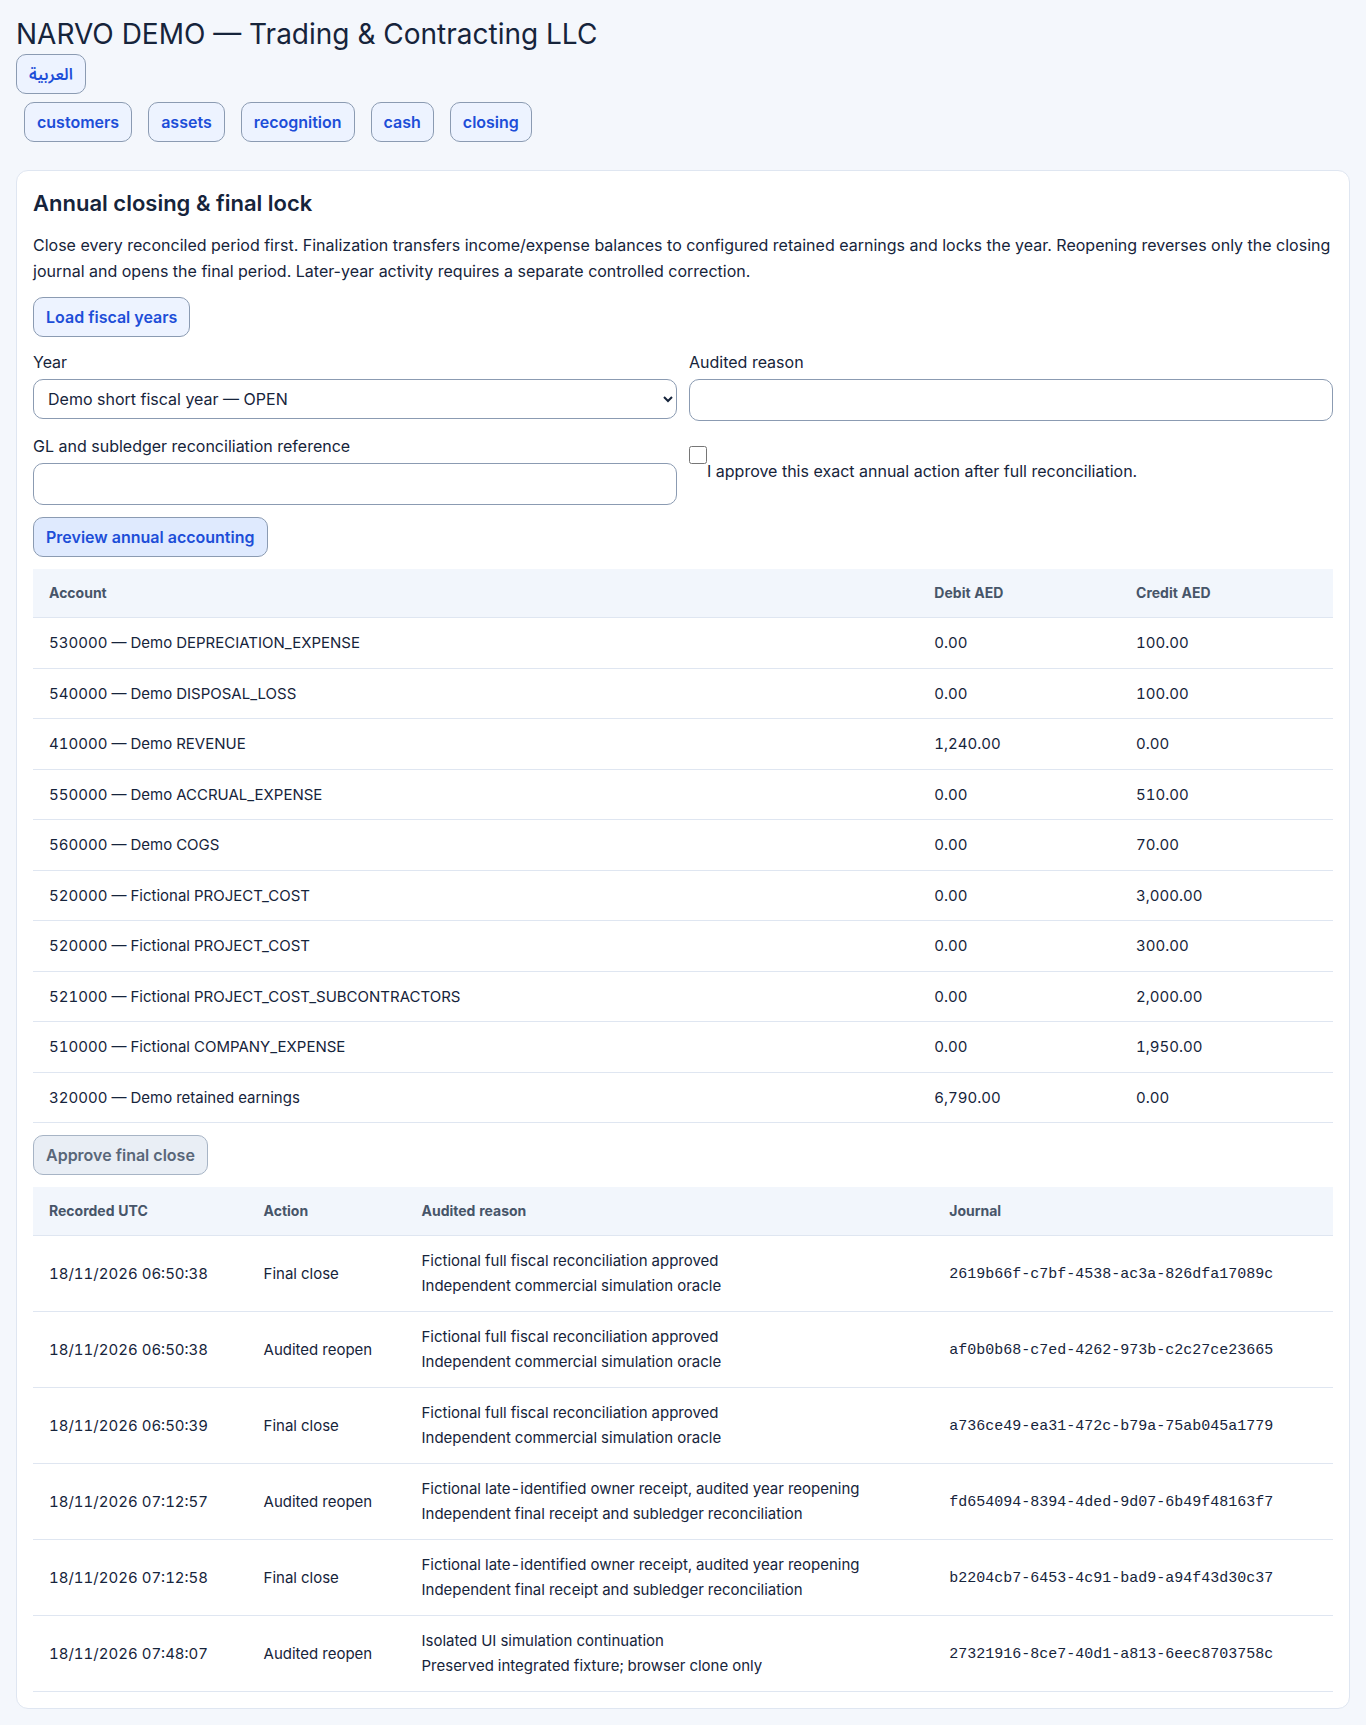 NARVO DEMO — Trading & Contracting LLC
العربية
customers assets recognition cash closing
Annual closing & final lock
Close every reconciled period first. Finalization transfers income/expense balances to configured retained earnings and locks the year. Reopening reverses only the closing
journal and opens the final period. Later-year activity requires a separate controlled correction.
Load fiscal years
Year Audited reason
Demo short fiscal year — OPEN
GL and subledger reconciliation reference
I approve this exact annual action after full reconciliation.
Preview annual accounting
Account Debit AED Credit AED
530000 — Demo DEPRECIATION_EXPENSE 0.00 100.00
540000 — Demo DISPOSAL_LOSS 0.00 100.00
410000 — Demo REVENUE 1,240.00 0.00
550000 — Demo ACCRUAL_EXPENSE 0.00 510.00
560000 — Demo COGS 0.00 70.00
520000 — Fictional PROJECT_COST 0.00 3,000.00
520000 — Fictional PROJECT_COST 0.00 300.00
521000 — Fictional PROJECT_COST_SUBCONTRACTORS 0.00 2,000.00
510000 — Fictional COMPANY_EXPENSE 0.00 1,950.00
320000 — Demo retained earnings 6,790.00 0.00
Approve final close
Recorded UTC Action Audited reason Journal
18/11/2026 06:50:38 Final close Fictional full fiscal reconciliation approved 2619b66f-c7bf-4538-ac3a-826dfa17089c
Independent commercial simulation oracle
18/11/2026 06:50:38 Audited reopen Fictional full fiscal reconciliation approved af0b0b68-c7ed-4262-973b-c2c27ce23665
Independent commercial simulation oracle
18/11/2026 06:50:39 Final close Fictional full fiscal reconciliation approved a736ce49-ea31-472c-b79a-75ab045a1779
Independent commercial simulation oracle
18/11/2026 07:12:57 Audited reopen Fictional late-identified owner receipt, audited year reopening fd654094-8394-4ded-9d07-6b49f48163f7
Independent final receipt and subledger reconciliation
18/11/2026 07:12:58 Final close Fictional late-identified owner receipt, audited year reopening b2204cb7-6453-4c91-bad9-a94f43d30c37
Independent final receipt and subledger reconciliation
18/11/2026 07:48:07 Audited reopen Isolated UI simulation continuation 27321916-8ce7-40d1-a813-6eec8703758c
Preserved integrated fixture; browser clone only